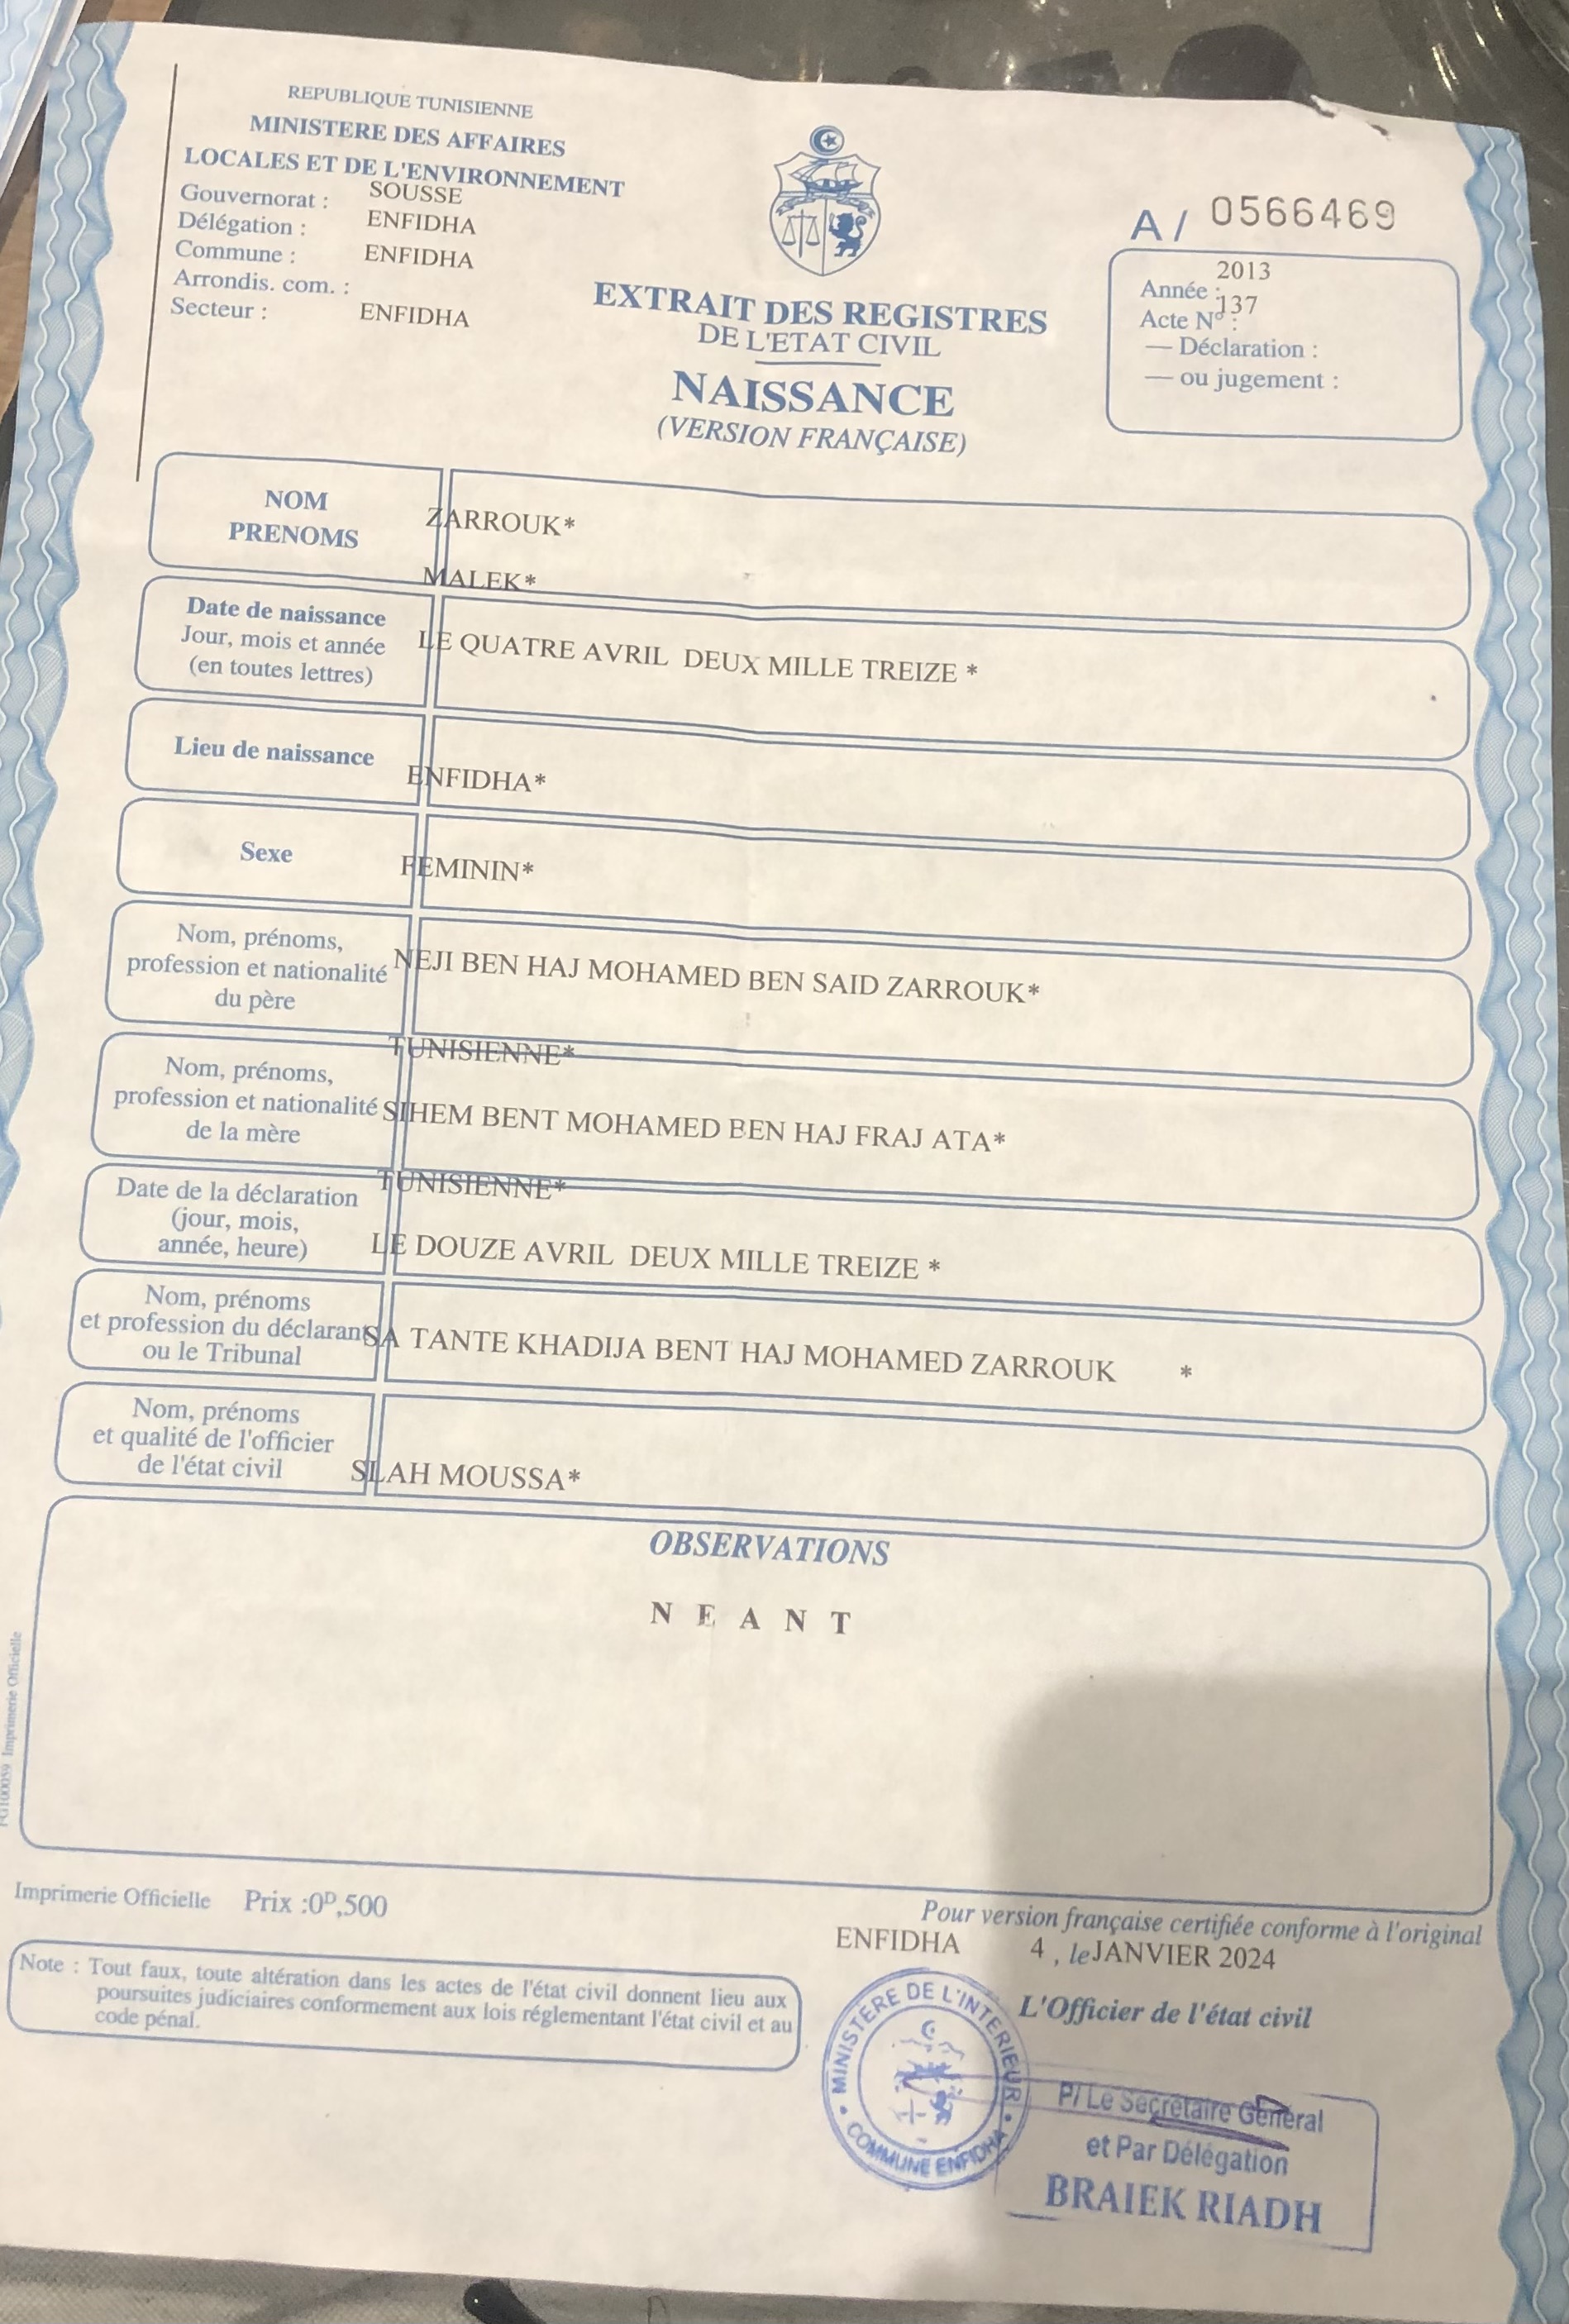 REPUBLIQUE TUNISIENNE
MINISTERE DES AFFAIRES
LOCALES ET DE L'ENVIRONNEMENT
Gouvernorat : SOUSSE
Délégation : ENFIDHA
Commune : ENFIDHA
Arrondis. com. :
Secteur : ENFIDHA
A / 0566469
2013
Année :
137
Acte N° :
— Déclaration :
— ou jugement :
EXTRAIT DES REGISTRES
DE L'ETAT CIVIL
NAISSANCE
(VERSION FRANÇAISE)
NOM
PRENOMS
ZARROUK*
MALEK*
Date de naissance
Jour, mois et année
(en toutes lettres)
LE QUATRE AVRIL DEUX MILLE TREIZE *
Lieu de naissance
ENFIDHA*
Sexe
FEMININ*
Nom, prénoms,
profession et nationalité
du père
NEJI BEN HAJ MOHAMED BEN SAID ZARROUK*
TUNISIENNE*
Nom, prénoms,
profession et nationalité
de la mère
SIHEM BENT MOHAMED BEN HAJ FRAJ ATA*
TUNISIENNE*
Date de la déclaration
(jour, mois,
année, heure)
LE DOUZE AVRIL DEUX MILLE TREIZE *
Nom, prénoms
et profession du déclarant
ou le Tribunal
SA TANTE KHADIJA BENT HAJ MOHAMED ZARROUK *
Nom, prénoms
et qualité de l'officier
de l'état civil
SLAH MOUSSA*
OBSERVATIONS
N E A N T
Imprimerie Officielle
Imprimerie Officielle Prix :0ᴰ,500
Pour version française certifiée conforme à l'original
ENFIDHA 4 , le JANVIER 2024
L'Officier de l'état civil
Note : Tout faux, toute altération dans les actes de l'état civil donnent lieu aux
poursuites judiciaires conformement aux lois réglementant l'état civil et au
code pénal.
MINISTERE DE L'INTERIEUR
COMMUNE ENFIDHA
P/ Le Secrétaire Général
et Par Délégation
BRAIEK RIADH